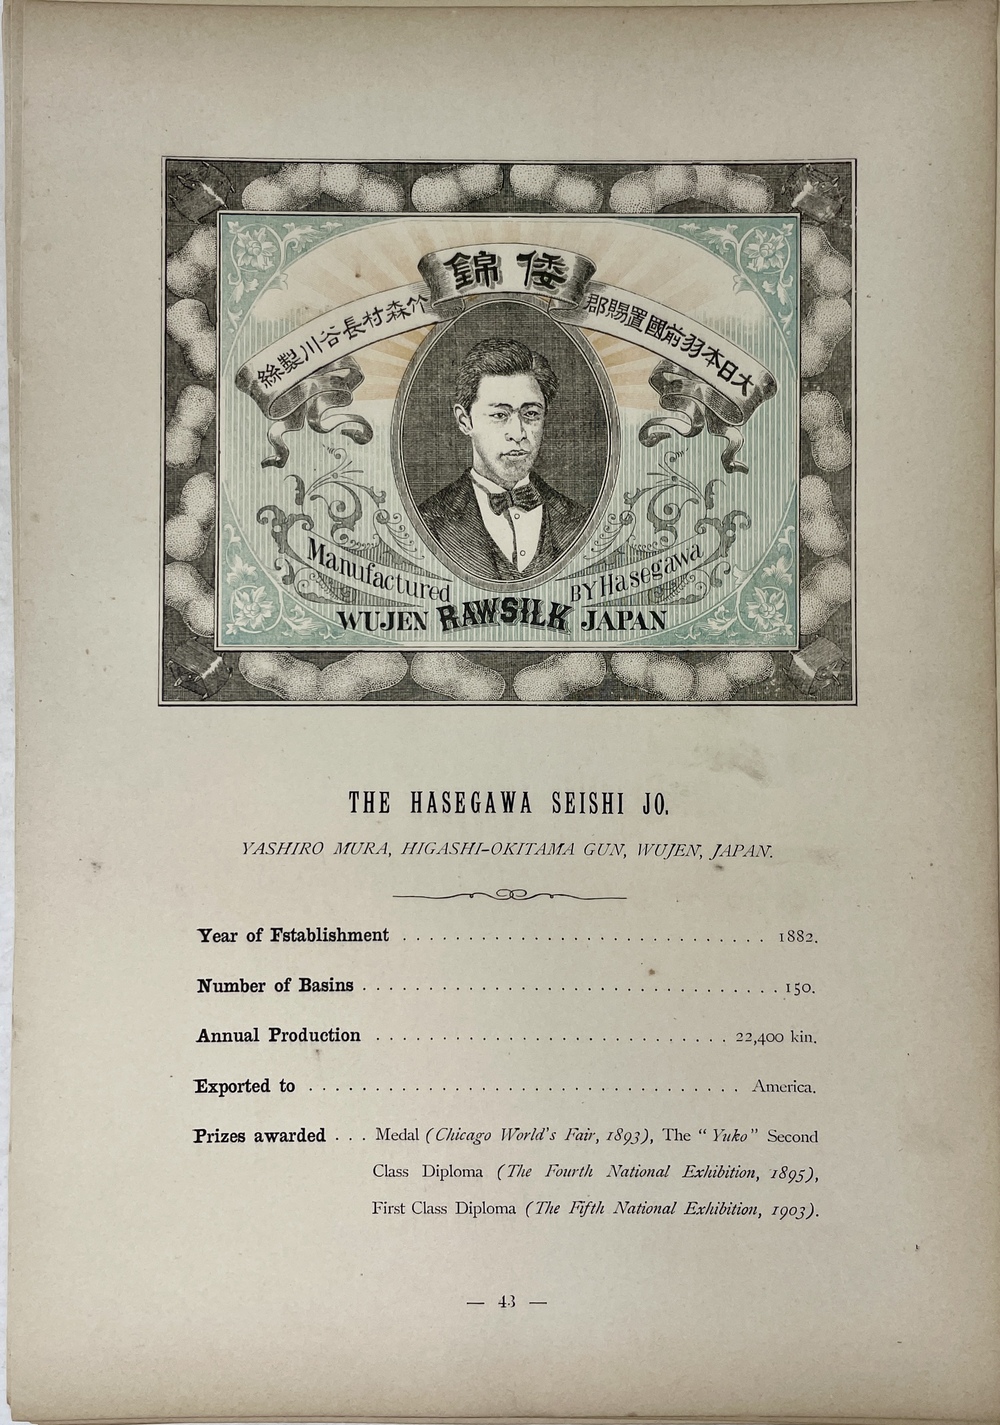 倭錦
大日本羽前國置賜郡
竹森村長谷川製絲
Manufactured BY Hasegawa
WUJEN RAWSILK JAPAN
THE HASEGAWA SEISHI JO.
YASHIRO MURA, HIGASHI-OKITAMA GUN, WUJEN, JAPAN.
Year of Fstablishment . . . . . . . . . . . . . . . . . . . . . . . . . . . . 1882.
Number of Basins . . . . . . . . . . . . . . . . . . . . . . . . . . . . . . . . 150.
Annual Production . . . . . . . . . . . . . . . . . . . . . . . . . . . 22,400 kin.
Exported to . . . . . . . . . . . . . . . . . . . . . . . . . . . . . . . . . America.
Prizes awarded . . . Medal (Chicago World's Fair, 1893), The "Yuko" Second
Class Diploma (The Fourth National Exhibition, 1895),
First Class Diploma (The Fifth National Exhibition, 1903).
— 43 —